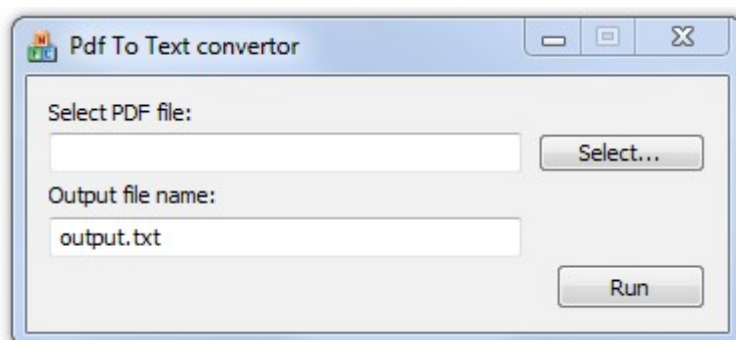 Pdf To Text convertor
Select PDF file:
Select...
Output file name:
output.txt
Run